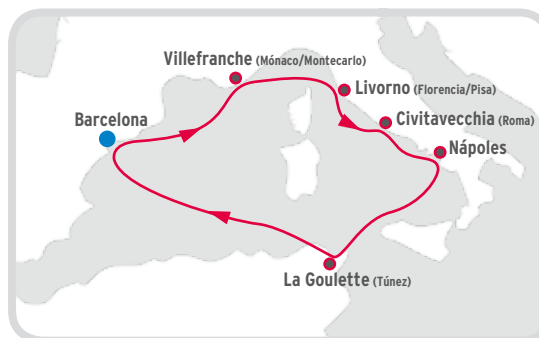 Villefranche (Mónaco/Montecarlo)
Livorno (Florencia/Pisa)
Barcelona
Civitavecchia (Roma)
Nápoles
La Goulette (Túnez)